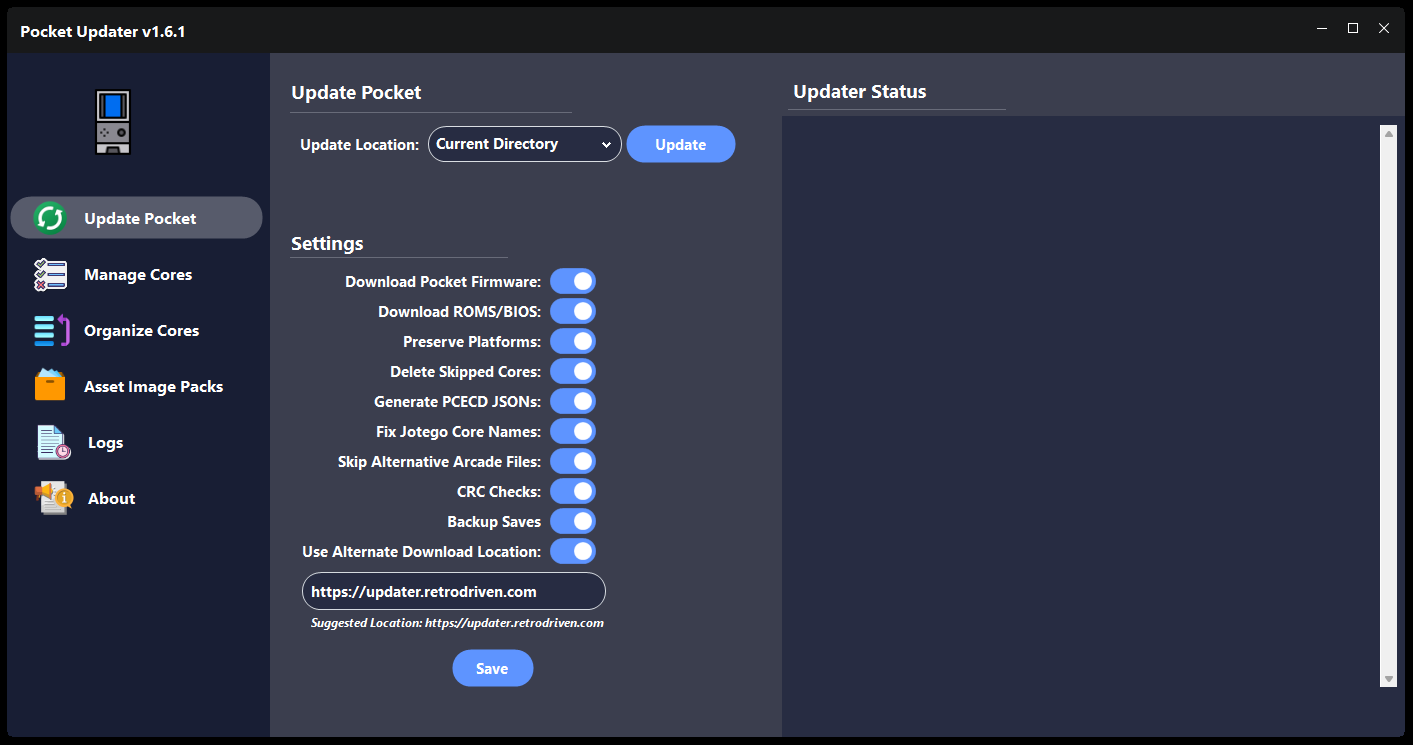 Pocket Updater v1.6.1
Update Pocket
Manage Cores
Organize Cores
Asset Image Packs
Logs
About
Update Pocket
Update Location: Current Directory Update
Settings
Download Pocket Firmware:
Download ROMS/BIOS:
Preserve Platforms:
Delete Skipped Cores:
Generate PCECD JSONs:
Fix Jotego Core Names:
Skip Alternative Arcade Files:
CRC Checks:
Backup Saves
Use Alternate Download Location:
https://updater.retrodriven.com
Suggested Location: https://updater.retrodriven.com
Save
Updater Status